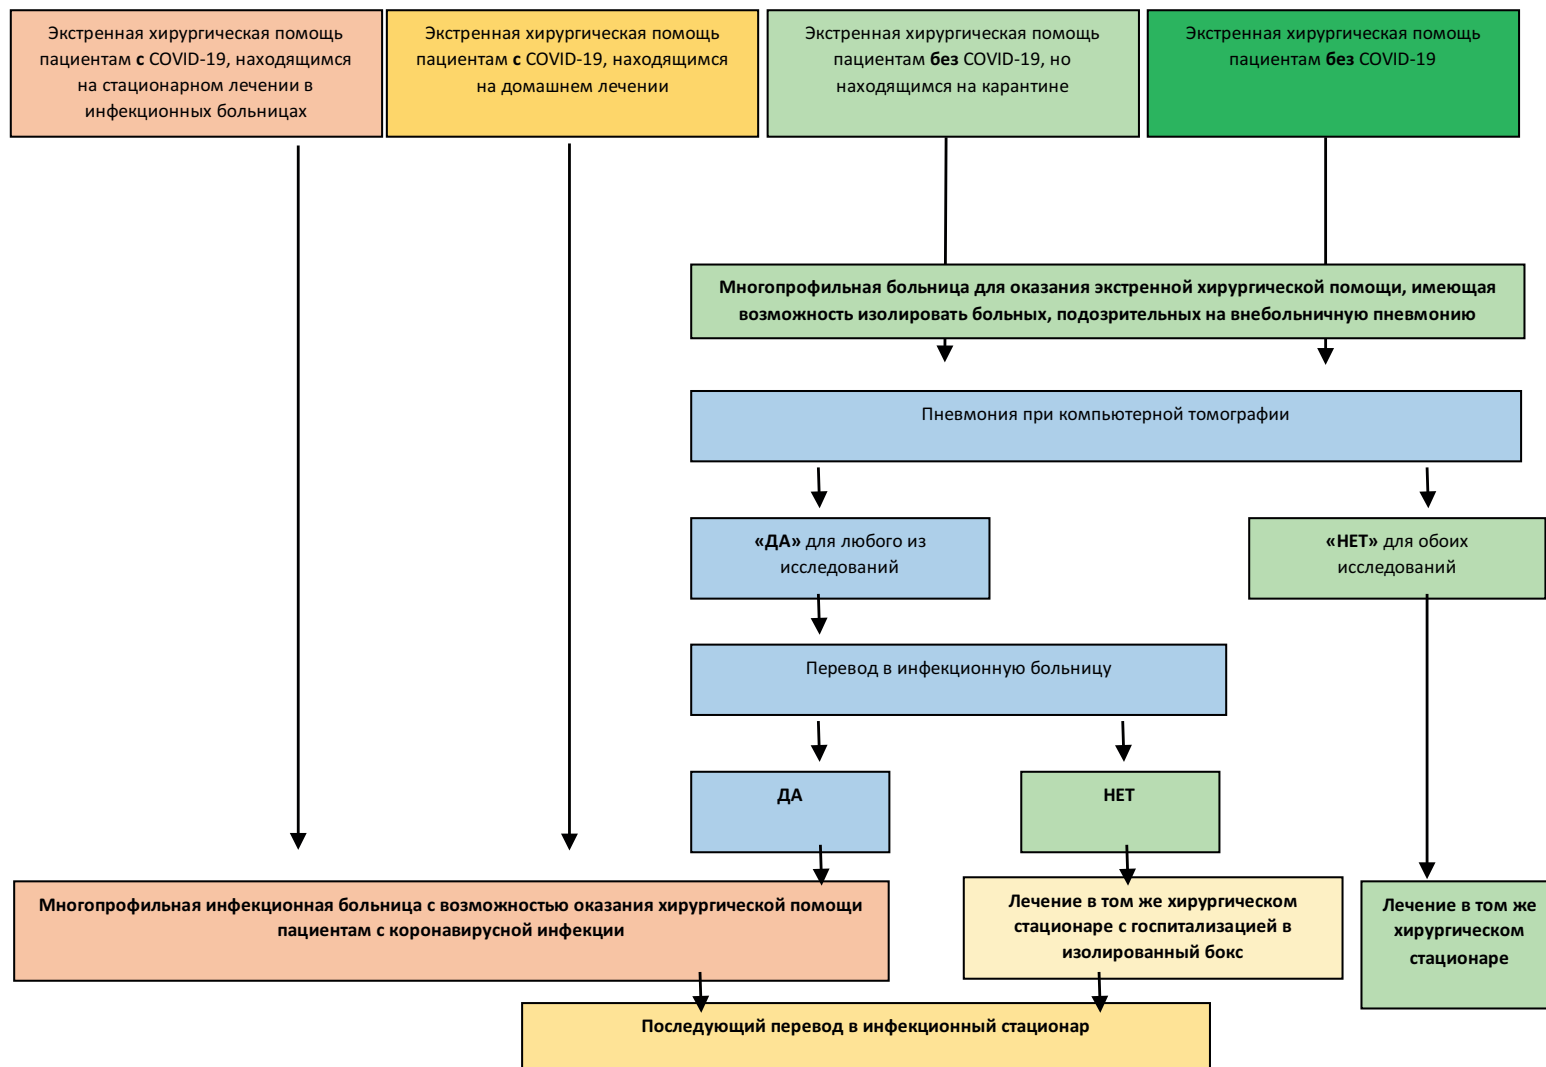 Экстренная хирургическая помощь
пациентам с COVID-19, находящимся
на стационарном лечении в
инфекционных больницах
Экстренная хирургическая помощь
пациентам с COVID-19, находящимся
на домашнем лечении
Экстренная хирургическая помощь
пациентам без COVID-19, но
находящимся на карантине
Экстренная хирургическая помощь
пациентам без COVID-19
Многопрофильная больница для оказания экстренной хирургической помощи, имеющая
возможность изолировать больных, подозрительных на внебольничную пневмонию
Пневмония при компьютерной томографии
«ДА» для любого из
исследований
«НЕТ» для обоих
исследований
Перевод в инфекционную больницу
ДА
НЕТ
Многопрофильная инфекционная больница с возможностью оказания хирургической помощи
пациентам с коронавирусной инфекции
Лечение в том же хирургическом
стационаре с госпитализацией в
изолированный бокс
Лечение в том же
хирургическом
стационаре
Последующий перевод в инфекционный стационар